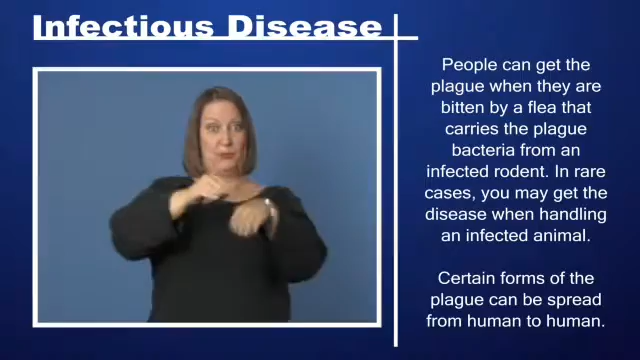 Infectious Disease
People can get the
plague when they are
bitten by a flea that
carries the plague
bacteria from an
infected rodent. In rare
cases, you may get the
disease when handling
an infected animal.
Certain forms of the
plague can be spread
from human to human.